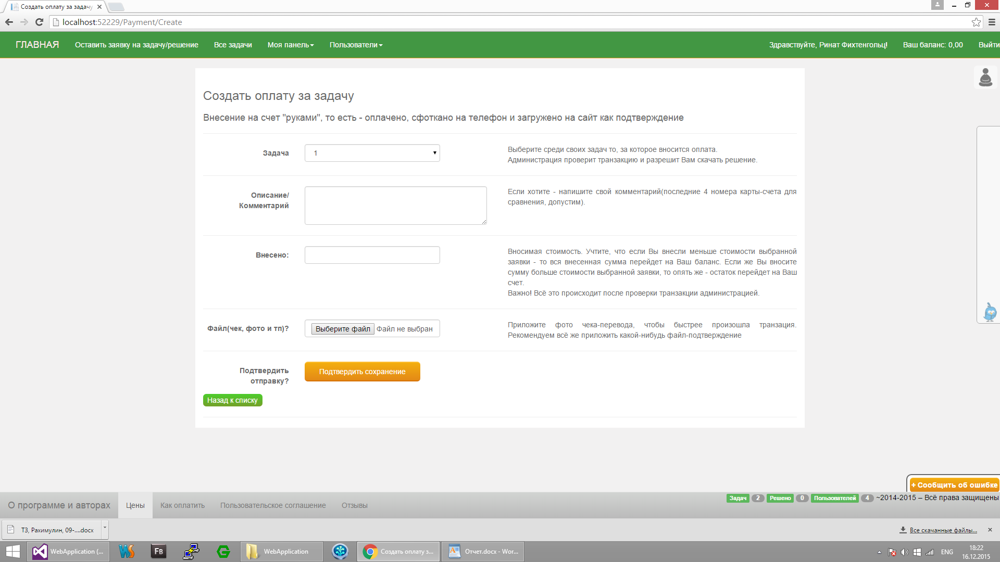 Создать оплату за задачу
localhost:52229/Payment/Create
ГЛАВНАЯ Оставить заявку на задачу/решение Все задачи Моя панель Пользователи Здравствуйте, Ринат Фихтенгольц! Ваш баланс: 0,00 Выйти
Создать оплату за задачу
Внесение на счет "руками", то есть - оплачено, сфоткано на телефон и загружено на сайт как подтверждение
Задача
1
Выберите среди своих задач то, за которое вносится оплата.
Администрация проверит транзакцию и разрешит Вам скачать решение.
Описание/
Комментарий
Если хотите - напишите свой комментарий(последние 4 номера карты-счета для
сравнения, допустим).
Внесено:
Вносимая стоимость. Учтите, что если Вы внесли меньше стоимости выбранной
заявки - то вся внесенная сумма перейдет на Ваш баланс. Если же Вы вносите
сумму больше стоимости выбранной заявки, то опять же - остаток перейдет на Ваш
счет.
Важно! Всё это происходит после проверки транзакции администрацией.
Файл(чек, фото и тп)?
Выберите файл Файл не выбран
Приложите фото чека-перевода, чтобы быстрее произошла транзация.
Рекомендуем всё же приложить какой-нибудь файл-подтверждение
Подтвердить
отправку?
Подтвердить сохранение
Назад к списку
+ Сообщить об ошибке
О программе и авторах Цены Как оплатить Пользовательское соглашение Отзывы
Задач 2 Решено 0 Пользователей 4 ~2014-2015 – Всё права защищены
ТЗ, Рахимулин, 09-....docx
Все скачанные файлы...
WebApplication (...
FB
WebApplication
Создать оплату з...
Отчет.docx - Wor...
ENG
18:22
16.12.2015